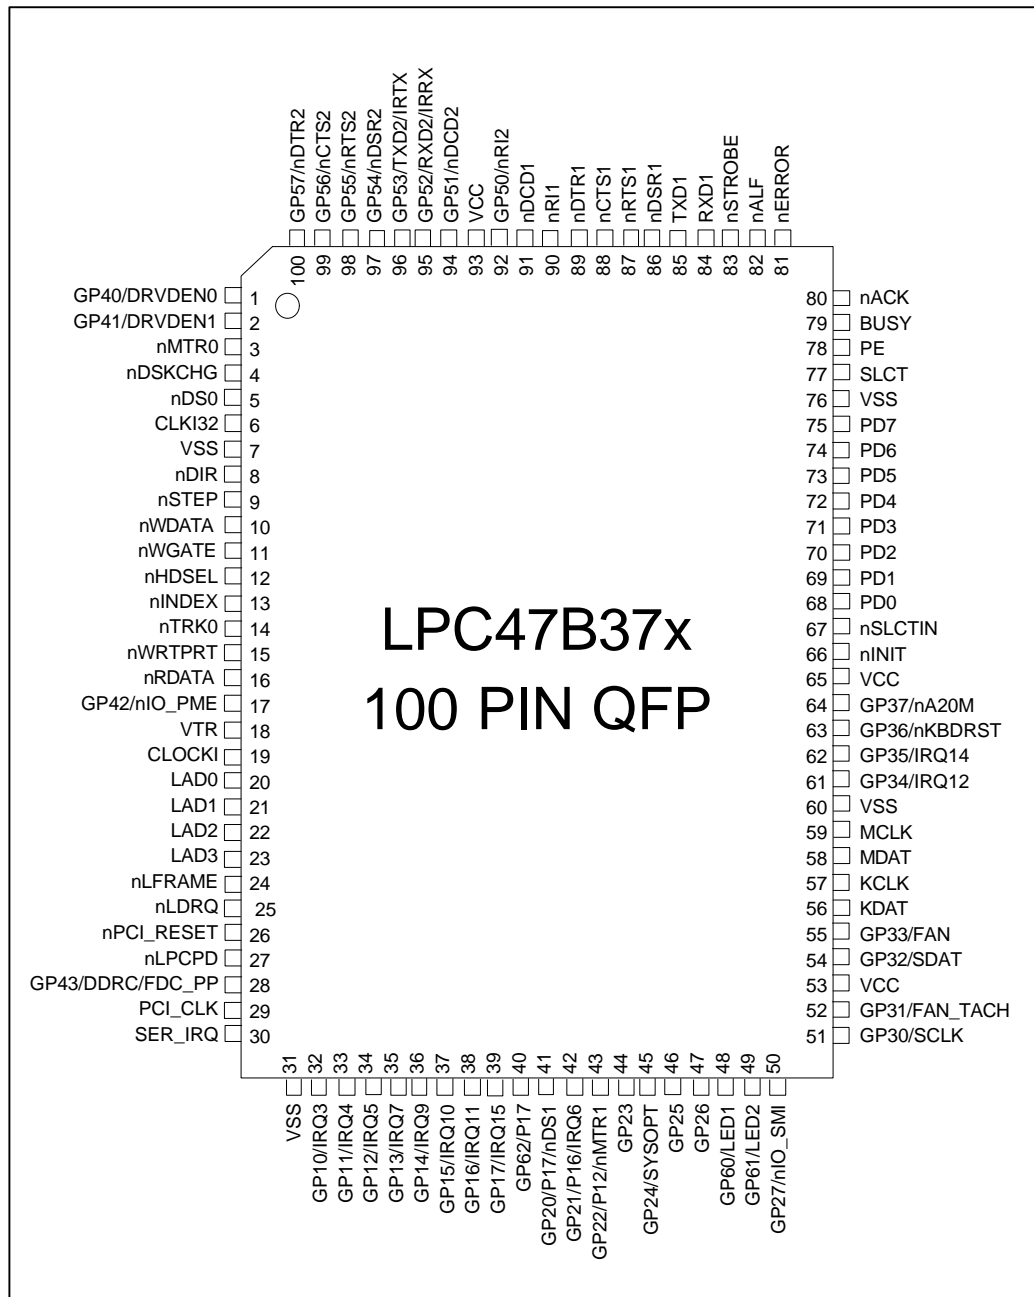 GP57/nDTR2
GP56/nCTS2
GP55/nRTS2
GP54/nDSR2
GP53/TXD2/IRTX
GP52/RXD2/IRRX
GP51/nDCD2
VCC
GP50/nRI2
nDCD1
nRI1
nDTR1
nCTS1
nRTS1
nDSR1
TXD1
RXD1
nSTROBE
nALF
nERROR
100
99
98
97
96
95
94
93
92
91
90
89
88
87
86
85
84
83
82
81
GP40/DRVDEN0 1
GP41/DRVDEN1 2
nMTR0 3
nDSKCHG 4
nDS0 5
CLKI32 6
VSS 7
nDIR 8
nSTEP 9
nWDATA 10
nWGATE 11
nHDSEL 12
nINDEX 13
nTRK0 14
nWRTPRT 15
nRDATA 16
GP42/nIO_PME 17
VTR 18
CLOCKI 19
LAD0 20
LAD1 21
LAD2 22
LAD3 23
nLFRAME 24
nLDRQ 25
nPCI_RESET 26
nLPCPD 27
GP43/DDRC/FDC_PP 28
PCI_CLK 29
SER_IRQ 30
LPC47B37x
100 PIN QFP
80 nACK
79 BUSY
78 PE
77 SLCT
76 VSS
75 PD7
74 PD6
73 PD5
72 PD4
71 PD3
70 PD2
69 PD1
68 PD0
67 nSLCTIN
66 nINIT
65 VCC
64 GP37/nA20M
63 GP36/nKBDRST
62 GP35/IRQ14
61 GP34/IRQ12
60 VSS
59 MCLK
58 MDAT
57 KCLK
56 KDAT
55 GP33/FAN
54 GP32/SDAT
53 VCC
52 GP31/FAN_TACH
51 GP30/SCLK
31
32
33
34
35
36
37
38
39
40
41
42
43
44
45
46
47
48
49
50
VSS
GP10/IRQ3
GP11/IRQ4
GP12/IRQ5
GP13/IRQ7
GP14/IRQ9
GP15/IRQ10
GP16/IRQ11
GP17/IRQ15
GP62/P17
GP20/P17/nDS1
GP21/P16/IRQ6
GP22/P12/nMTR1
GP23
GP24/SYSOPT
GP25
GP26
GP60/LED1
GP61/LED2
GP27/nIO_SMI